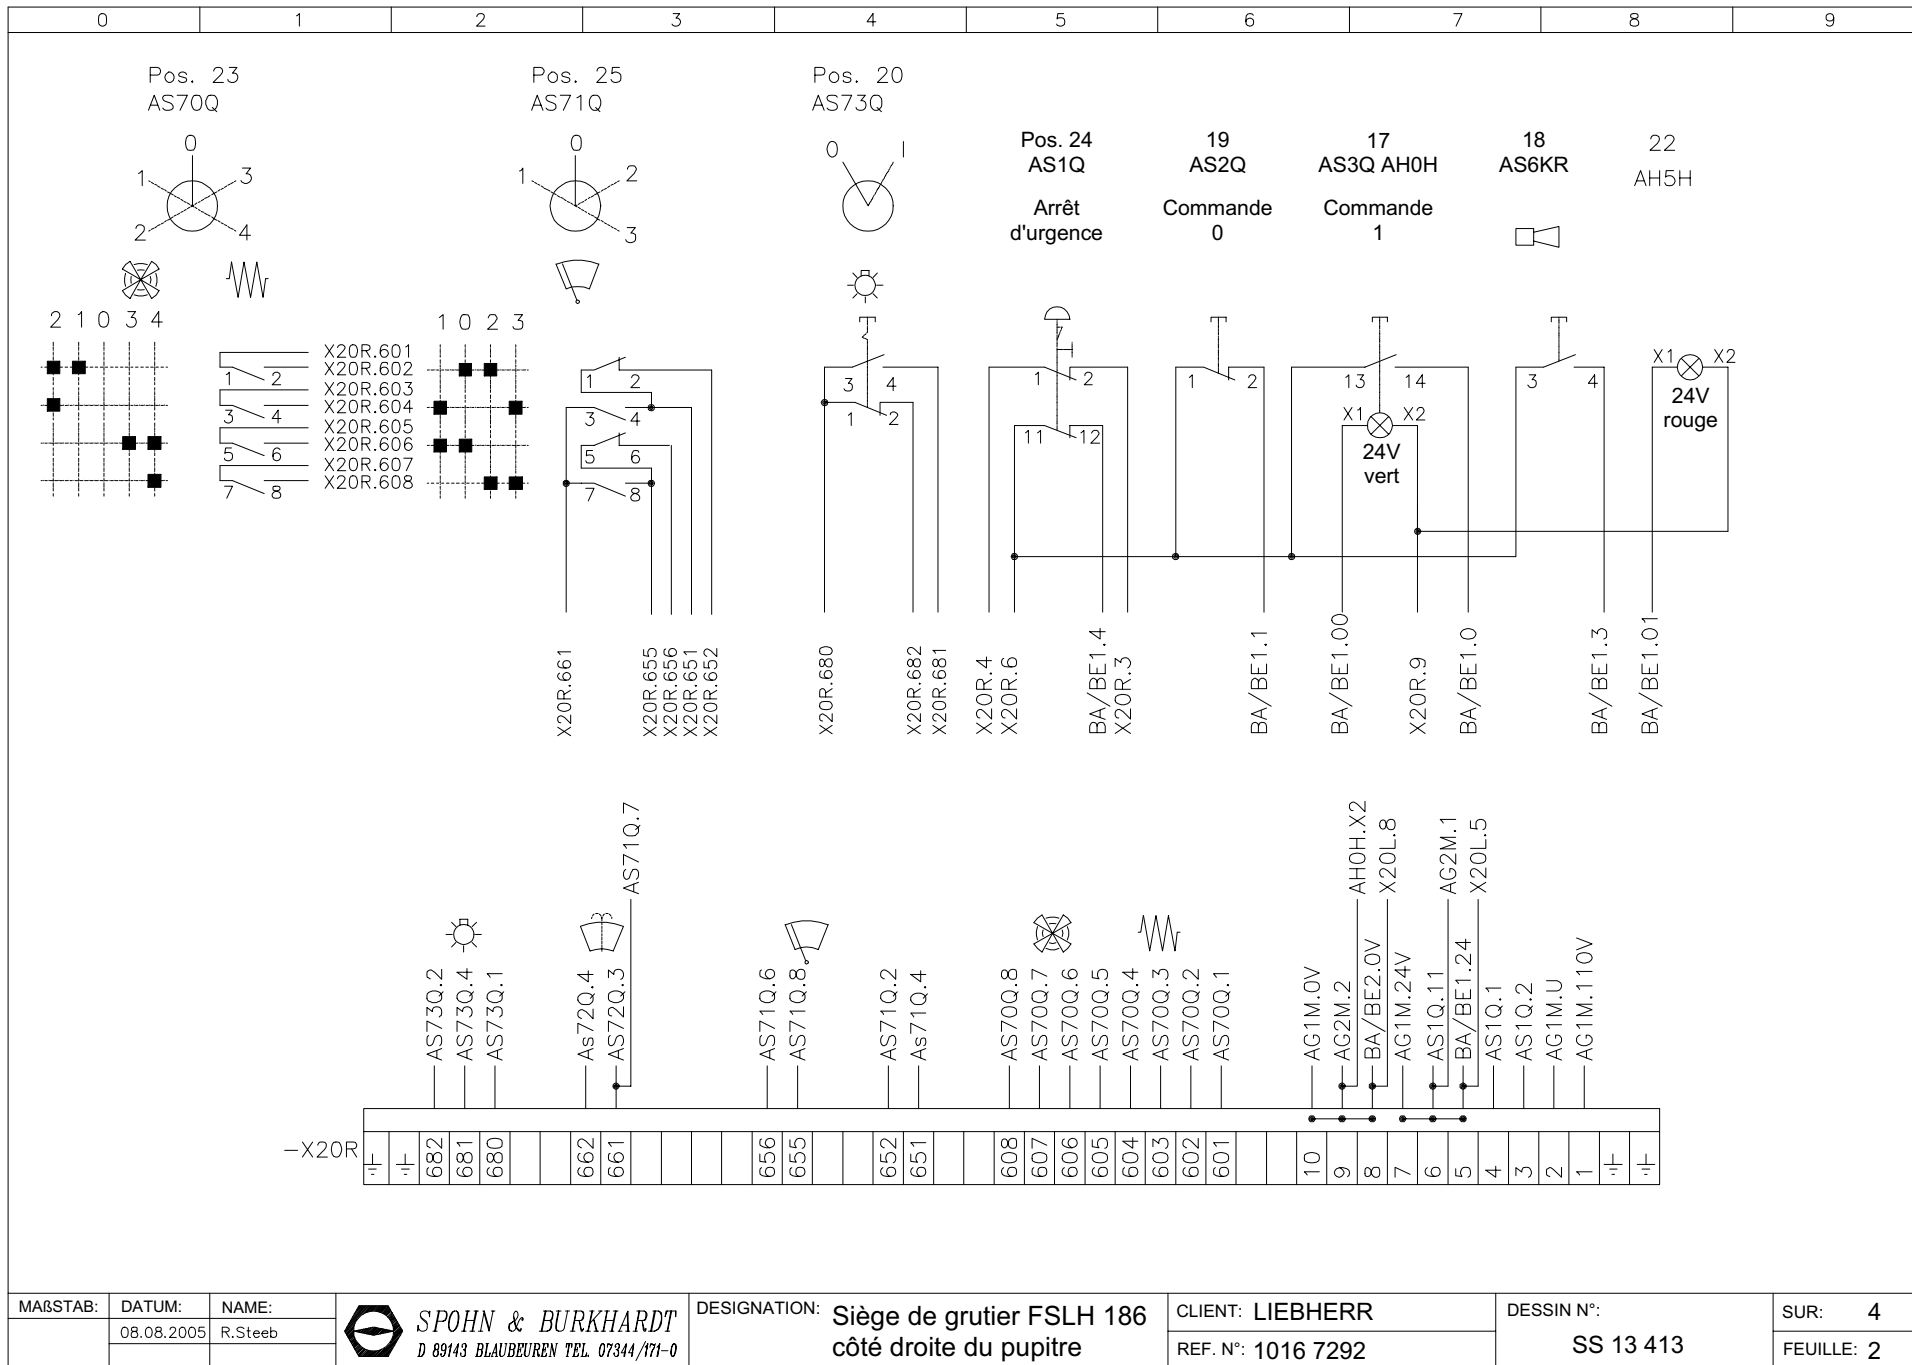 0 1 2 3 4 5 6 7 8 9
Pos. 23
AS70Q
0
1 3
2 4
Pos. 25
AS71Q
0
1 2
3
Pos. 20
AS73Q
0 I
Pos. 24
AS1Q
Arrêt
d'urgence
19
AS2Q
Commande
0
17
AS3Q AH0H
Commande
1
18
AS6KR
22
AH5H
2 1 0 3 4
X20R.601
X20R.602
1 2
X20R.603
X20R.604
3 4
X20R.605
X20R.606
5 6
X20R.607
X20R.608
7 8
1 0 2 3
1 2
3 4
5 6
7 8
3 4
1 2
1 2
11 12
1 2
13 14
X1 X2
24V
vert
3 4
X1 X2
24V
rouge
X20R.661
X20R.655
X20R.656
X20R.651
X20R.652
X20R.680
X20R.682
X20R.681
X20R.4
X20R.6
BA/BE1.4
X20R.3
BA/BE1.1
BA/BE1.00
X20R.9
BA/BE1.0
BA/BE1.3
BA/BE1.01
AS73Q.2
AS73Q.4
AS73Q.1
As72Q.4
AS72Q.3
AS71Q.7
AS71Q.6
AS71Q.8
AS71Q.2
As71Q.4
AS70Q.8
AS70Q.7
AS70Q.6
AS70Q.5
AS70Q.4
AS70Q.3
AS70Q.2
AS70Q.1
AG1M.0V
AG2M.2
AH0H.X2
BA/BE2.0V
X20L.8
AG1M.24V
AS1Q.11
AG2M.1
BA/BE1.24
X20L.5
AS1Q.1
AS1Q.2
AG1M.U
AG1M.110V
-X20R
682 681 680 662 661 656 655 652 651 608 607 606 605 604 603 602 601 10 9 8 7 6 5 4 3 2 1
MAßSTAB:
DATUM:
08.08.2005
NAME:
R.Steeb
SPOHN & BURKHARDT
D 89143 BLAUBEUREN TEL. 07344/171-0
DESIGNATION: Siège de grutier FSLH 186
côté droite du pupitre
CLIENT: LIEBHERR
REF. N°: 1016 7292
DESSIN N°:
SS 13 413
SUR: 4
FEUILLE: 2